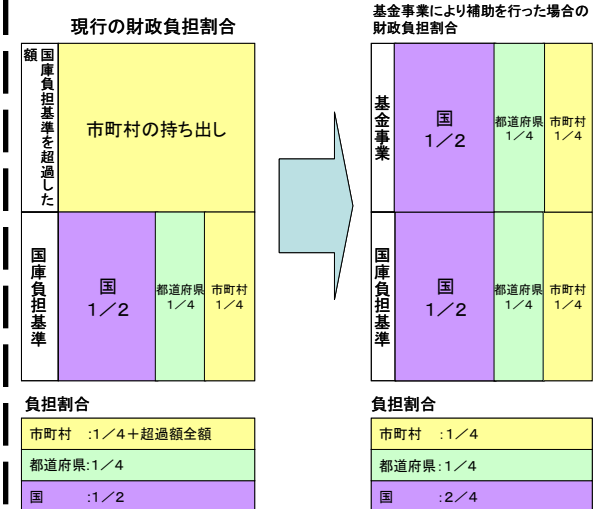 現行の財政負担割合
国庫負担基準を超過した
額
市町村の持ち出し
国庫負担基準
国
1／2
都道府県
1／4
市町村
1／4
負担割合
市町村　:1／4＋超過額全額
都道府県:1／4
国　　　:1／2
基金事業により補助を行った場合の
財政負担割合
基金事業
国
1／2
都道府県
1／4
市町村
1／4
国庫負担基準
国
1／2
都道府県
1／4
市町村
1／4
負担割合
市町村　:1／4
都道府県:1／4
国　　　:2／4